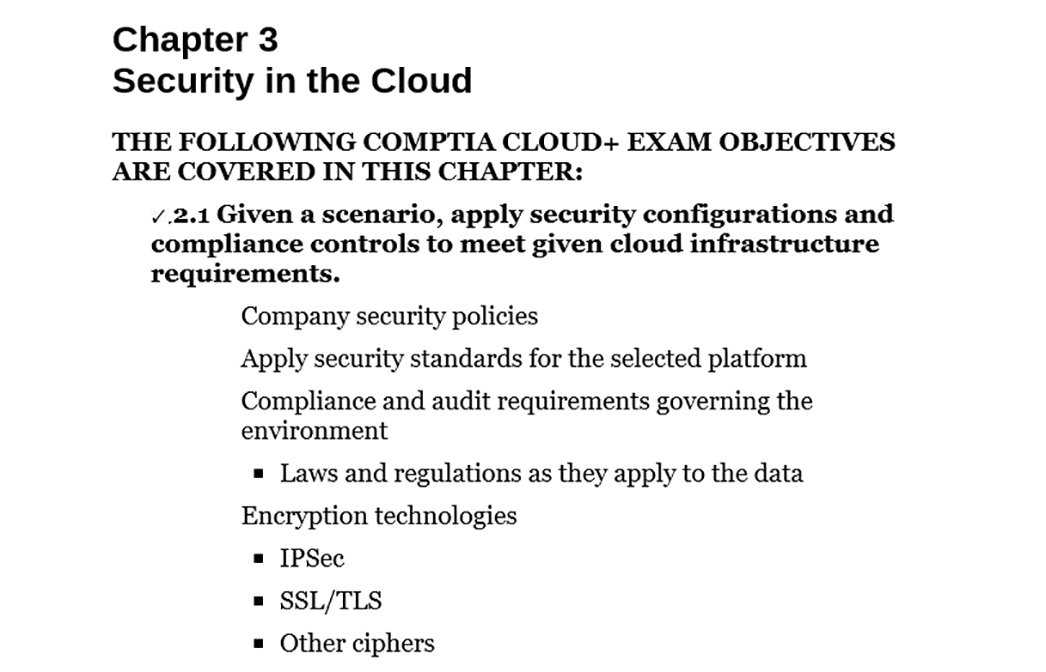 Chapter 3
Security in the Cloud
THE FOLLOWING COMPTIA CLOUD+ EXAM OBJECTIVES
ARE COVERED IN THIS CHAPTER:
✓.2.1 Given a scenario, apply security configurations and
compliance controls to meet given cloud infrastructure
requirements.
Company security policies
Apply security standards for the selected platform
Compliance and audit requirements governing the
environment
▪ Laws and regulations as they apply to the data
Encryption technologies
▪ IPSec
▪ SSL/TLS
▪ Other ciphers